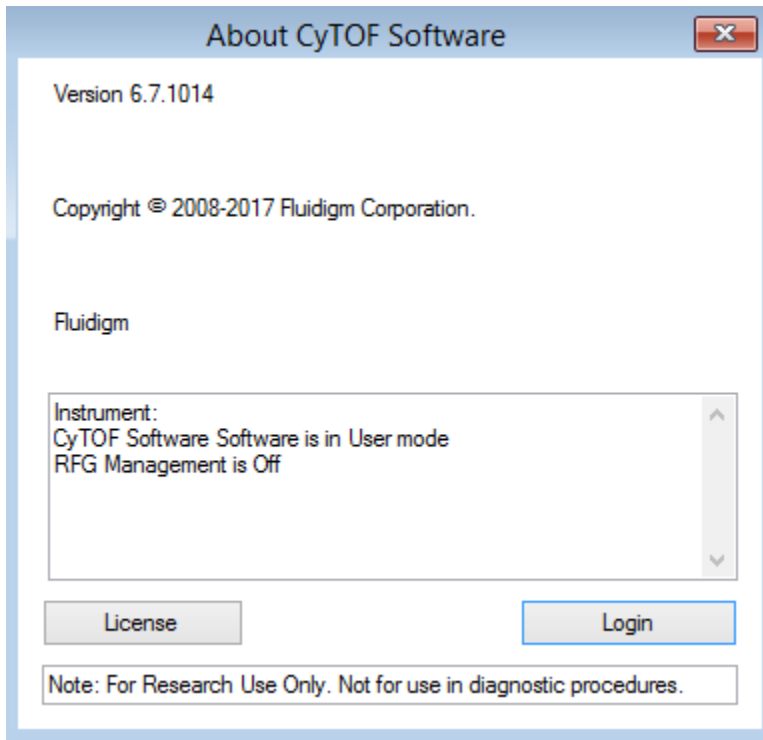 About CyTOF Software
Version 6.7.1014
Copyright © 2008-2017 Fluidigm Corporation.
Fluidigm
Instrument:
CyTOF Software Software is in User mode
RFG Management is Off
License
Login
Note: For Research Use Only. Not for use in diagnostic procedures.